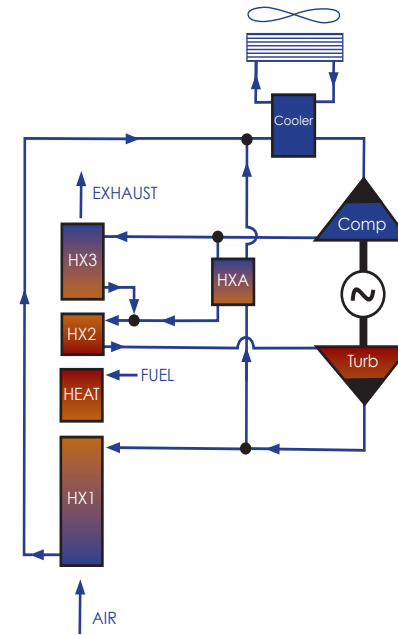 Cooler
EXHAUST
Comp
HX3
HXA
HX2
Turb
FUEL
HEAT
HX1
AIR